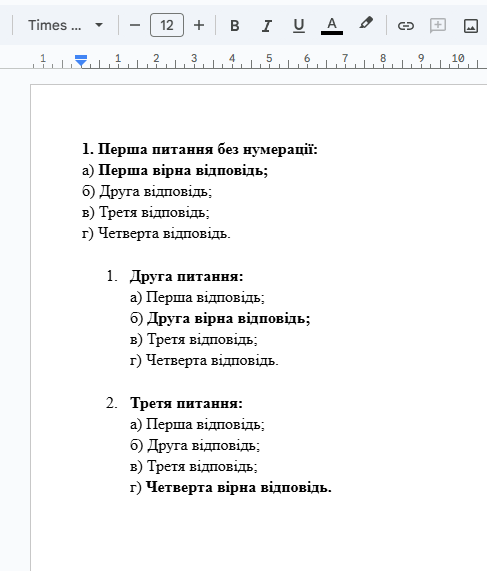 Times ...
12
B I U A
1 1 2 3 4 5 6 7 8 9 10
1. Перша питання без нумерації:
а) Перша вірна відповідь;
б) Друга відповідь;
в) Третя відповідь;
г) Четверта відповідь.
1. Друга питання:
а) Перша відповідь;
б) Друга вірна відповідь;
в) Третя відповідь;
г) Четверта відповідь.
2. Третя питання:
а) Перша відповідь;
б) Друга відповідь;
в) Третя відповідь;
г) Четверта вірна відповідь.